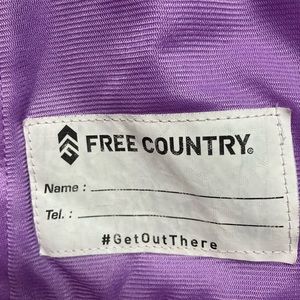 FREE COUNTRY®
Name :
Tel. :
#GetOutThere